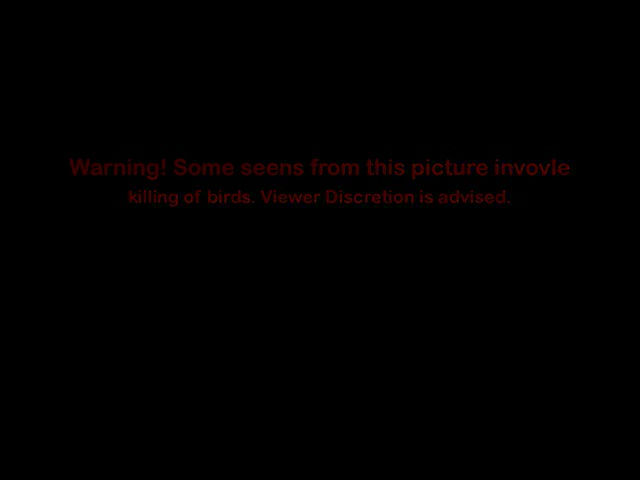 Warning! Some seens from this picture invovle
killing of birds. Viewer Discretion is advised.